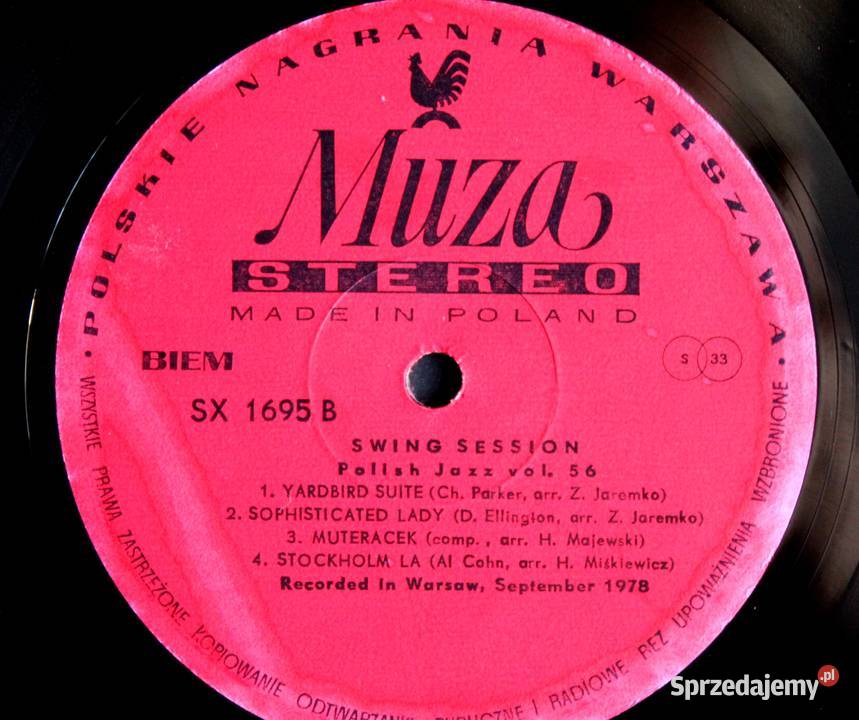 POLSKIE NAGRANIA WARSZAWA
Muza
STEREO
MADE IN POLAND
BIEM
S 33
SX 1695 B
SWING SESSION
Polish Jazz vol. 56
1. YARDBIRD SUITE (Ch. Parker, arr. Z. Jaremko)
2. SOPHISTICATED LADY (D. Ellington, arr. Z. Jaremko)
3. MUTERACEK (comp., arr. H. Majewski)
4. STOCKHOLM LA (Al Cohn, arr. H. Miśkiewicz)
Recorded in Warsaw, September 1978
WSZYSTKIE PRAWA ZASTRZEŻONE KOPIOWANIE I RADIOWE BEZ UPOWAŻNIENIA WZBRONIONE
Sprzedajemy.pl